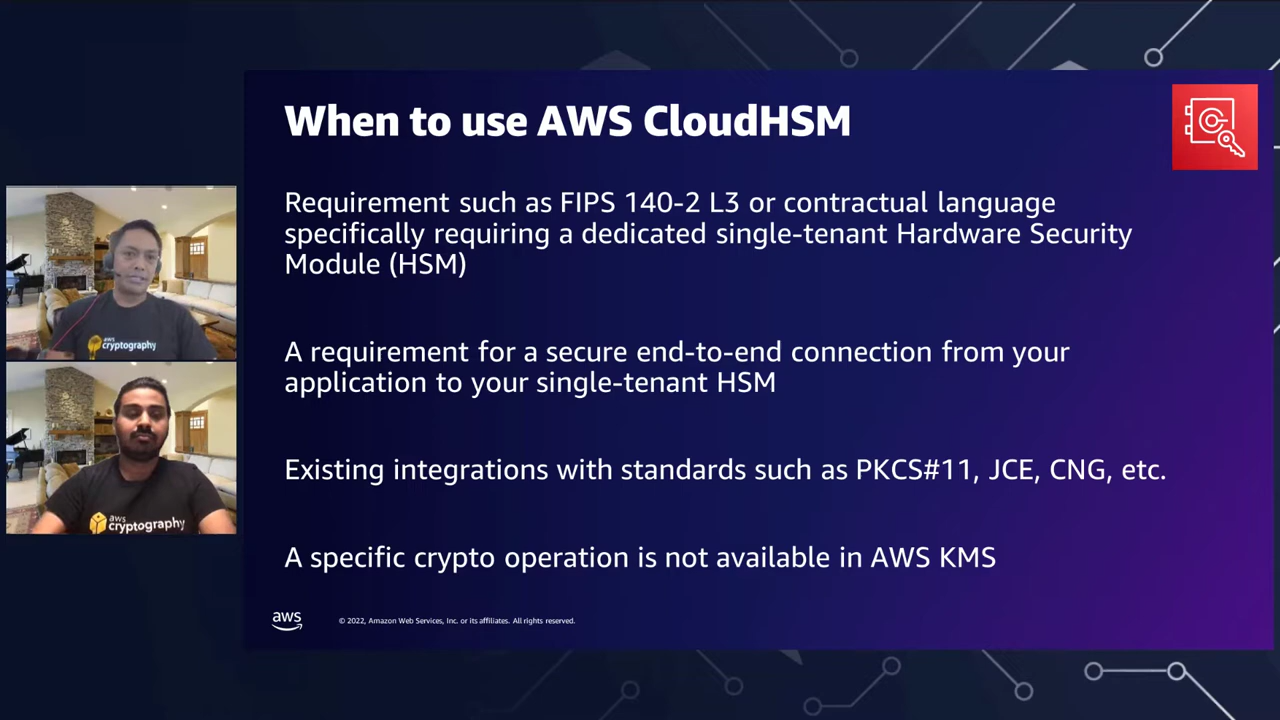 When to use AWS CloudHSM
Requirement such as FIPS 140-2 L3 or contractual language
specifically requiring a dedicated single-tenant Hardware Security
Module (HSM)
A requirement for a secure end-to-end connection from your
application to your single-tenant HSM
Existing integrations with standards such as PKCS#11, JCE, CNG, etc.
A specific crypto operation is not available in AWS KMS
aws
© 2022, Amazon Web Services, Inc. or its affiliates. All rights reserved.
aws
cryptography
aws
cryptography